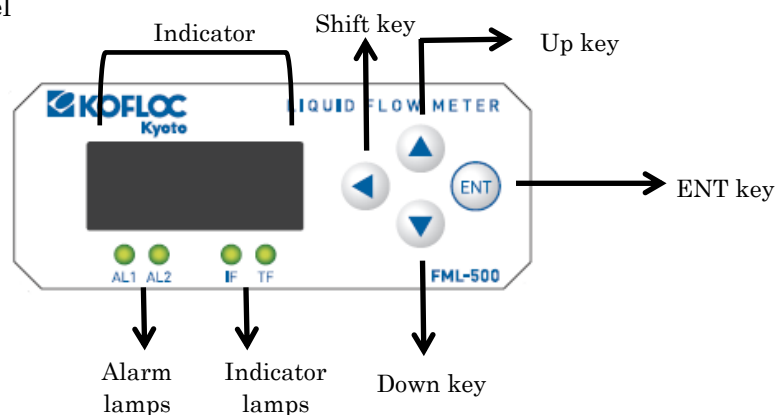 el
Shift key
Indicator
Up key
KOFLOC
Kyoto
LIQUID FLOW METER
ENT
ENT key
AL1 AL2 IF TF
FML-500
Alarm
lamps
Indicator
lamps
Down key